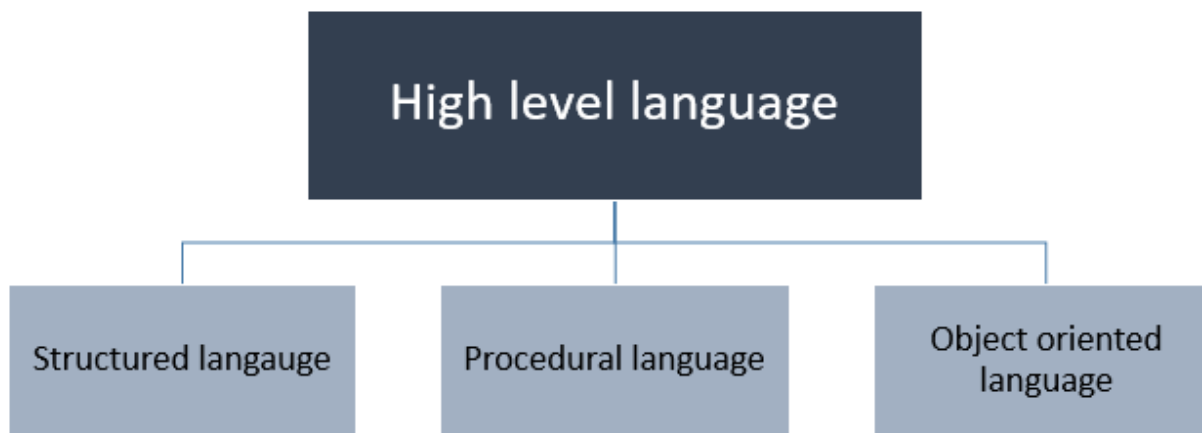 High level language
Structured langauge
Procedural language
Object oriented
language